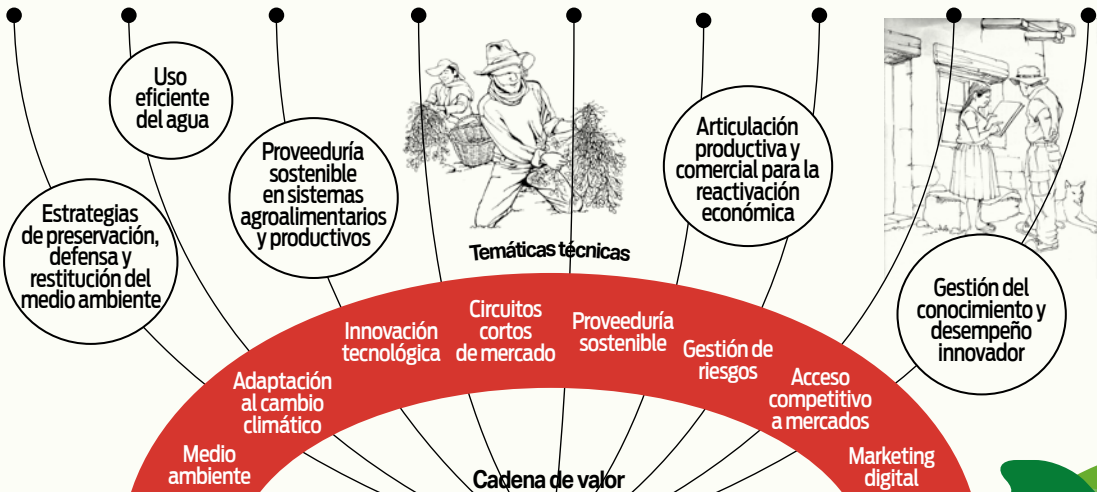 Uso
eficiente
del agua
Estrategias
de preservación,
defensa y
restitución del
medio ambiente
Proveeduría
sostenible
en sistemas
agroalimentarios
y productivos
Articulación
productiva y
comercial para la
reactivación
económica
Gestión del
conocimiento y
desempeño
innovador
Temáticas técnicas
Medio
ambiente
Adaptación
al cambio
climático
Innovación
tecnológica
Circuitos
cortos
de mercado
Proveeduría
sostenible
Gestión de
riesgos
Acceso
competitivo
a mercados
Marketing
digital
Cadena de valor